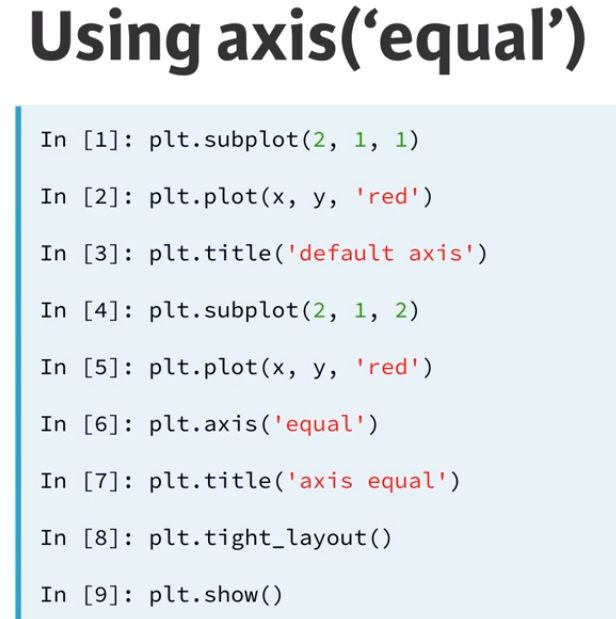 Using axis(‘equal’)
In [1]: plt.subplot(2, 1, 1)
In [2]: plt.plot(x, y, 'red')
In [3]: plt.title('default axis')
In [4]: plt.subplot(2, 1, 2)
In [5]: plt.plot(x, y, 'red')
In [6]: plt.axis('equal')
In [7]: plt.title('axis equal')
In [8]: plt.tight_layout()
In [9]: plt.show()